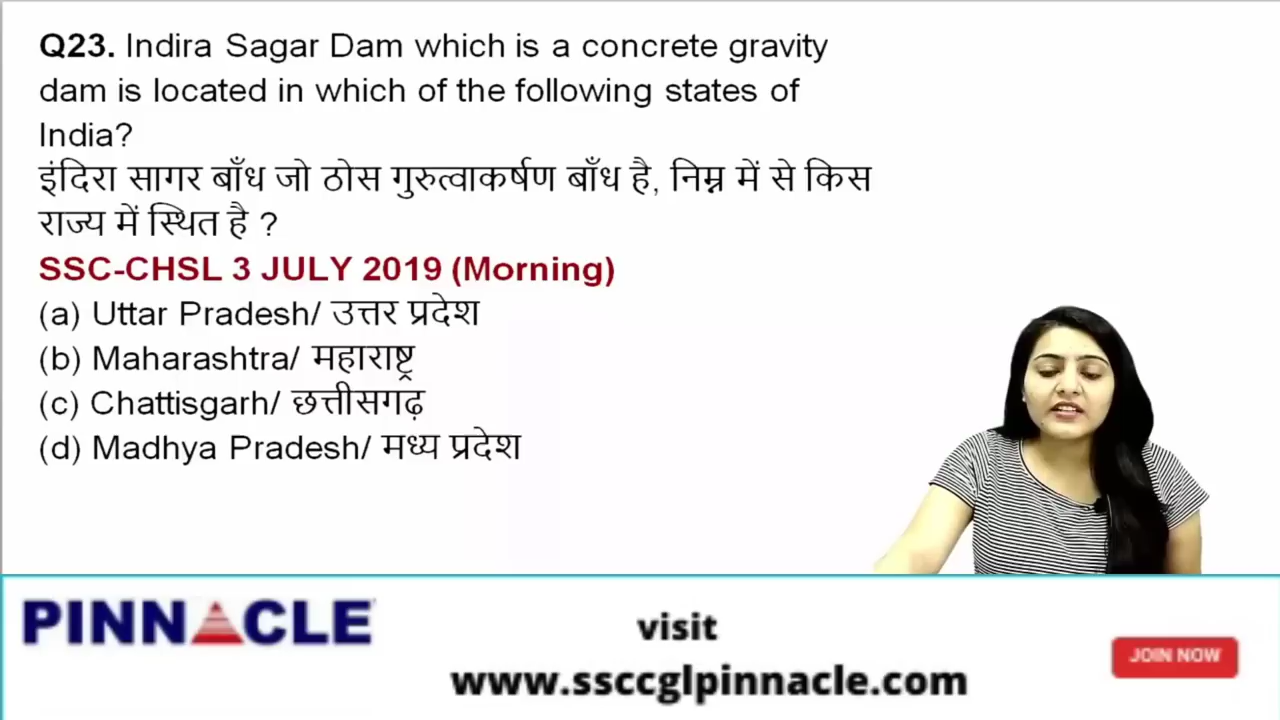 Q23. Indira Sagar Dam which is a concrete gravity
dam is located in which of the following states of
India?
इंदिरा सागर बाँध जो ठोस गुरुत्वाकर्षण बाँध है, निम्न में से किस
राज्य में स्थित है ?
SSC-CHSL 3 JULY 2019 (Morning)
(a) Uttar Pradesh/ उत्तर प्रदेश
(b) Maharashtra/ महाराष्ट्र
(c) Chattisgarh/ छत्तीसगढ़
(d) Madhya Pradesh/ मध्य प्रदेश
PINNACLE
visit
www.ssccglpinnacle.com
JOIN NOW